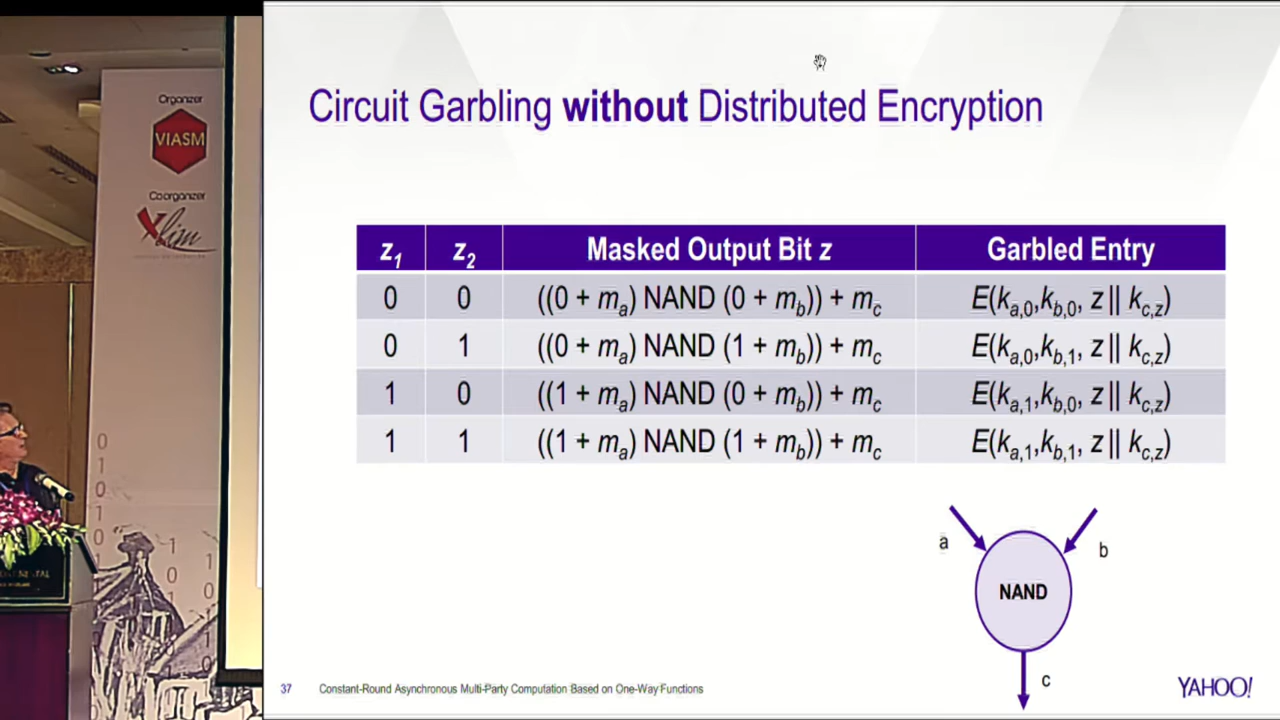 Organizer
VIASM
Coorganizer
Xlim
Circuit Garbling without Distributed Encryption
z1 z2 Masked Output Bit z Garbled Entry
0 0 ((0 + ma) NAND (0 + mb)) + mc E(ka,0,kb,0, z || kc,z)
0 1 ((0 + ma) NAND (1 + mb)) + mc E(ka,0,kb,1, z || kc,z)
1 0 ((1 + ma) NAND (0 + mb)) + mc E(ka,1,kb,0, z || kc,z)
1 1 ((1 + ma) NAND (1 + mb)) + mc E(ka,1,kb,1, z || kc,z)
a
b
NAND
c
37 Constant-Round Asynchronous Multi-Party Computation Based on One-Way Functions
YAHOO!